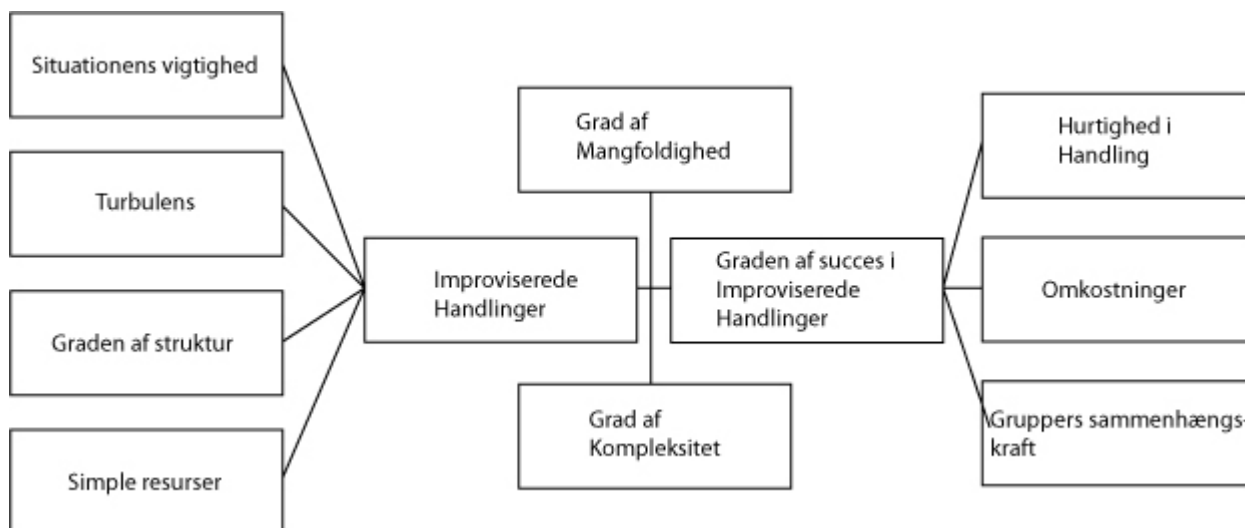 Situationens vigtighed
Turbulens
Graden af struktur
Simple resurser
Improviserede
Handlinger
Grad af
Mangfoldighed
Grad af
Kompleksitet
Graden af succes i
Improviserede
Handlinger
Hurtighed i
Handling
Omkostninger
Gruppers sammenhængs-
kraft